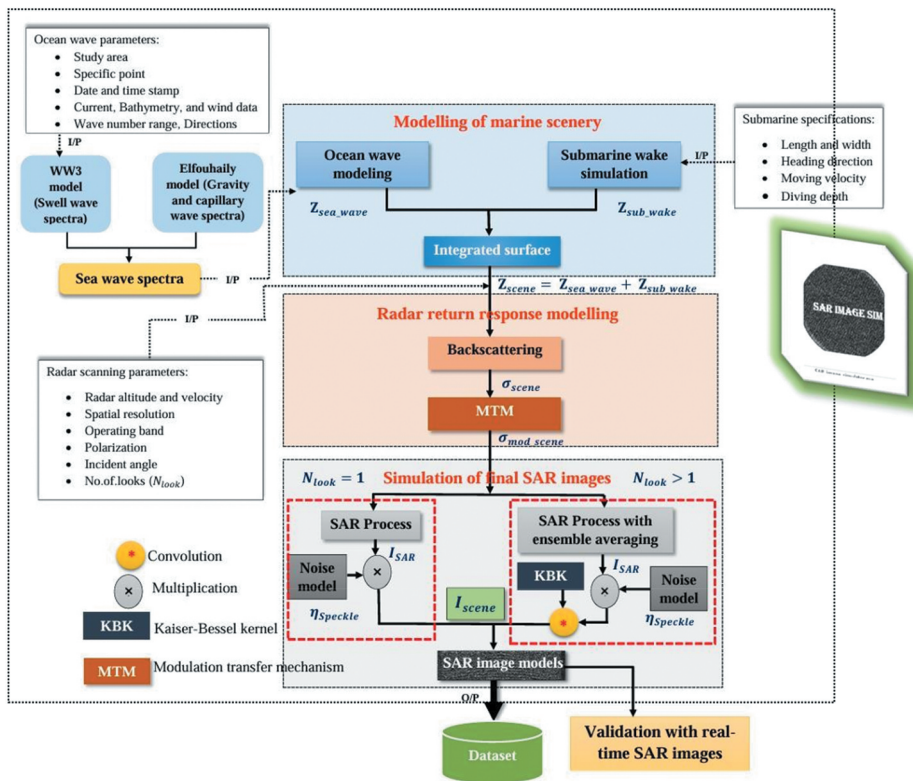 Ocean wave parameters:
• Study area
• Specific point
• Date and time stamp
• Current, Bathymetry, and wind data
• Wave number range, Directions
I/P
WW3
model
(Swell wave
spectra)
Elfouhaily
model (Gravity
and capillary
wave spectra)
Sea wave spectra
I/P
I/P
Modelling of marine scenery
Ocean wave
modeling
Submarine wake
simulation
I/P
Z_sea_wave
Z_sub_wake
Integrated surface
Z_scene = Z_sea_wave + Z_sub_wake
Submarine specifications:
• Length and width
• Heading direction
• Moving velocity
• Diving depth
SAR IMAGE SIM
Radar scanning parameters:
• Radar altitude and velocity
• Spatial resolution
• Operating band
• Polarization
• Incident angle
• No.of.looks (N_look)
Radar return response modelling
Backscattering
σ_scene
MTM
σ_mod_scene
N_look = 1
Simulation of final SAR images
N_look > 1
SAR Process
I_SAR
Noise
model
×
η_Speckle
SAR Process with
ensemble averaging
I_SAR
KBK
×
Noise
model
η_Speckle
*
I_scene
SAR image models
O/P
Dataset
Validation with real-
time SAR images
* Convolution
× Multiplication
KBK Kaiser-Bessel kernel
MTM Modulation transfer mechanism